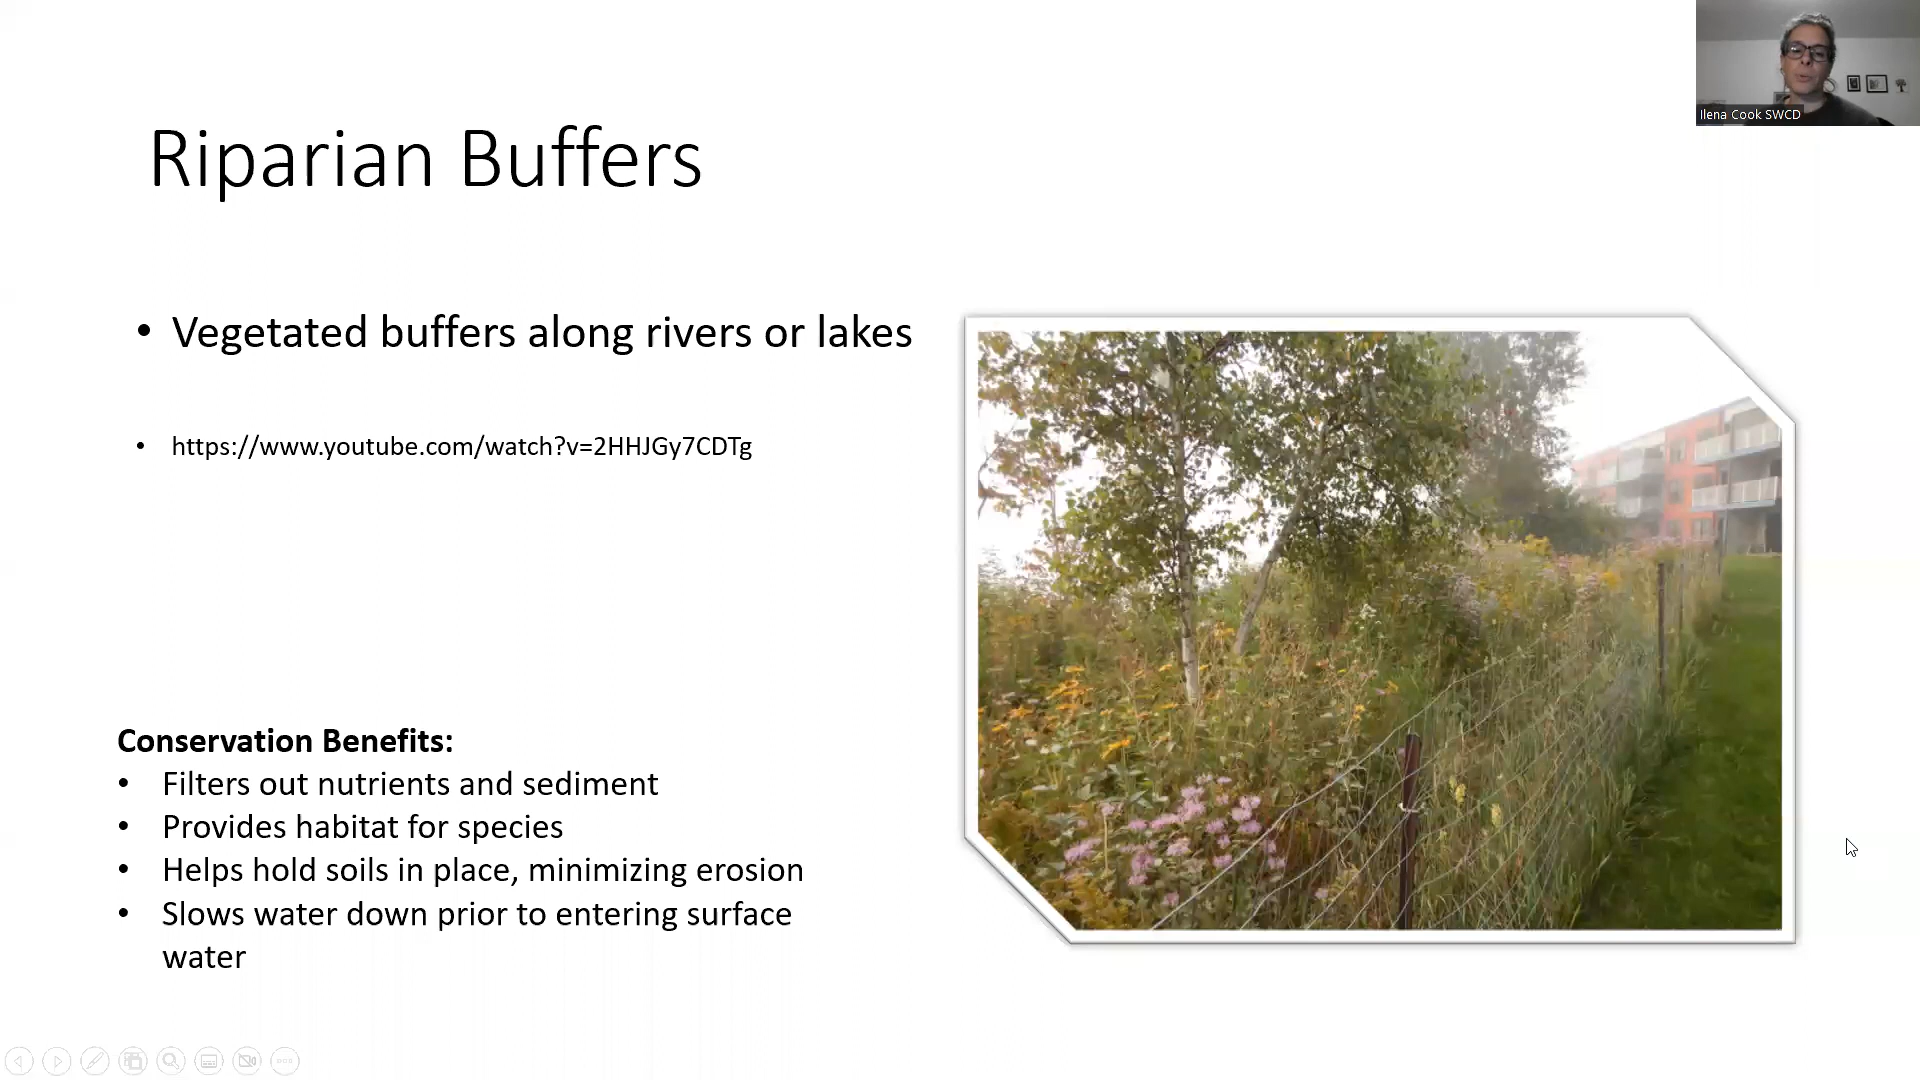 Ilena Cook SWCD
Riparian Buffers
• Vegetated buffers along rivers or lakes
• https://www.youtube.com/watch?v=2HHJGy7CDTg
Conservation Benefits:
• Filters out nutrients and sediment
• Provides habitat for species
• Helps hold soils in place, minimizing erosion
• Slows water down prior to entering surface
water